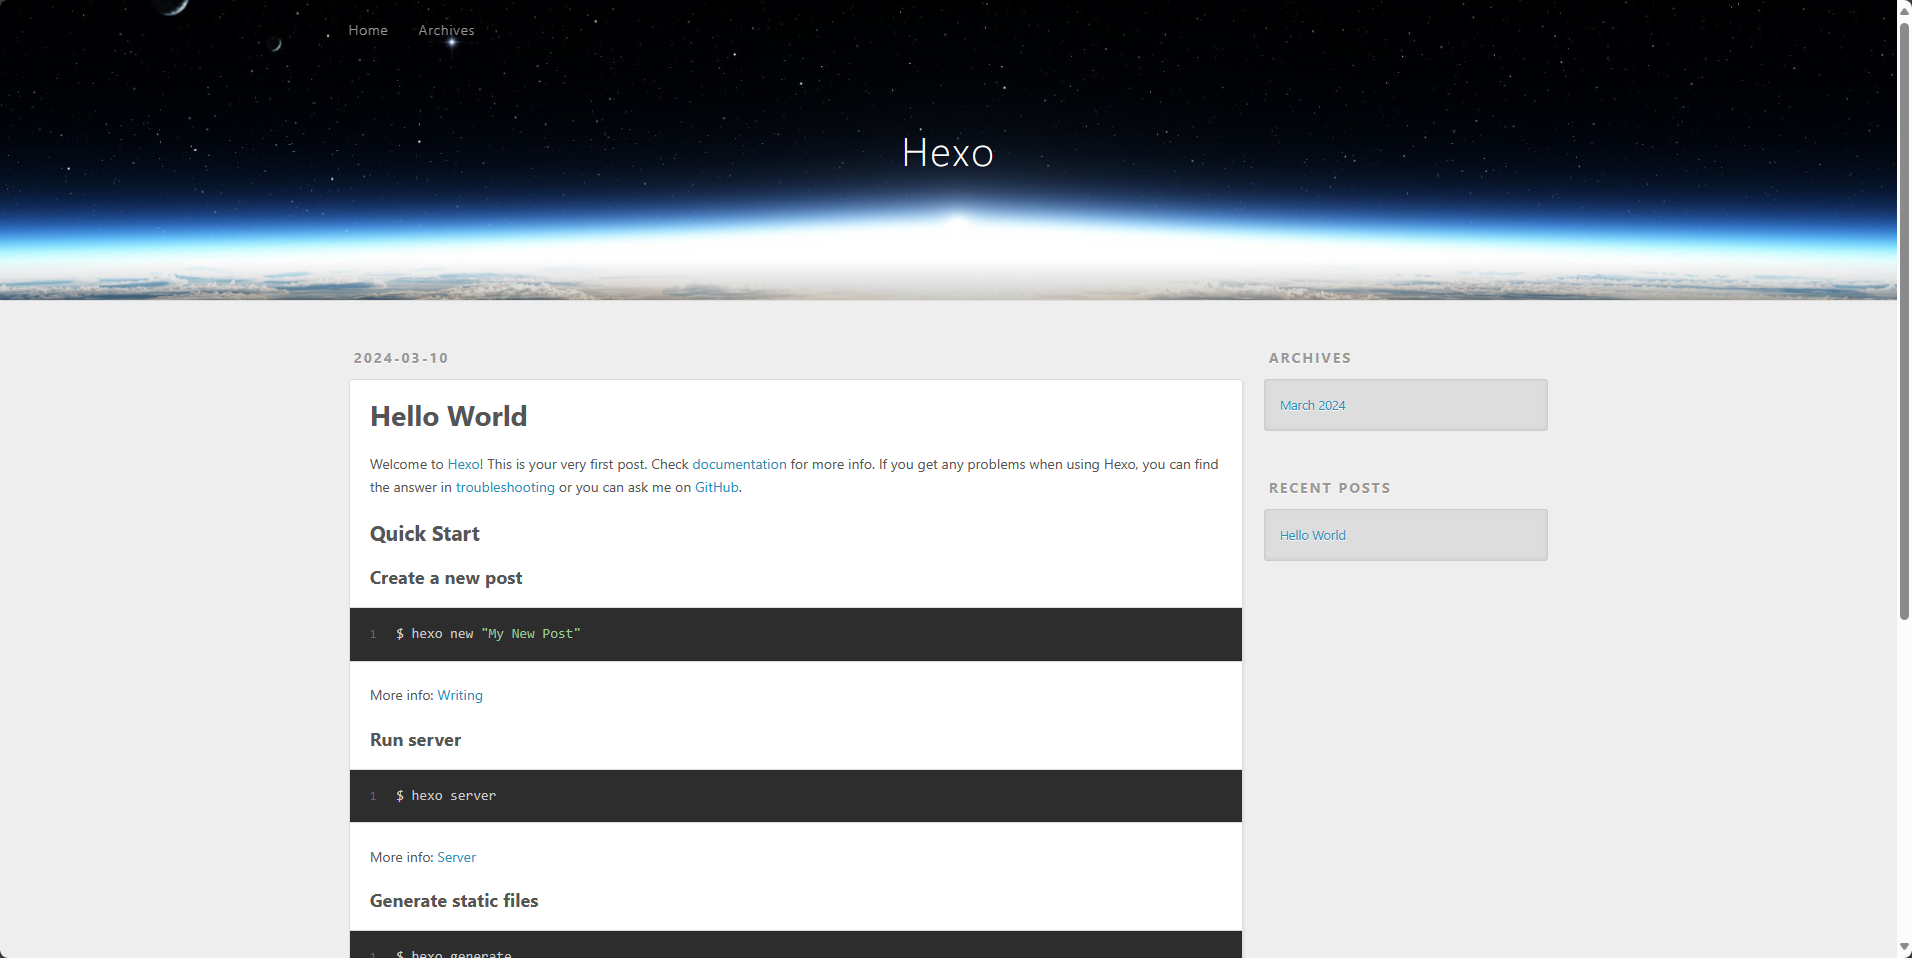 Home Archives
Hexo
2024-03-10
Hello World
Welcome to Hexo! This is your very first post. Check documentation for more info. If you get any problems when using Hexo, you can find
the answer in troubleshooting or you can ask me on GitHub.
Quick Start
Create a new post
1 $ hexo new "My New Post"
More info: Writing
Run server
1 $ hexo server
More info: Server
Generate static files
1 $ hexo generate
ARCHIVES
March 2024
RECENT POSTS
Hello World